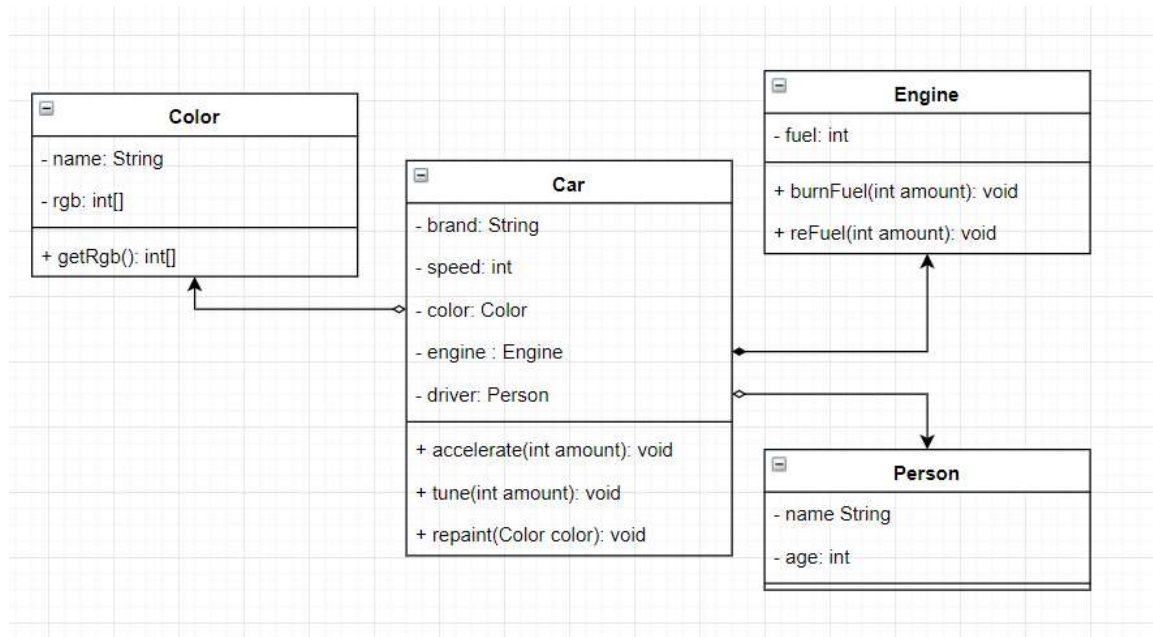 Color
- name: String
- rgb: int[]
+ getRgb(): int[]
Car
- brand: String
- speed: int
- color: Color
- engine : Engine
- driver: Person
+ accelerate(int amount): void
+ tune(int amount): void
+ repaint(Color color): void
Engine
- fuel: int
+ burnFuel(int amount): void
+ reFuel(int amount): void
Person
- name String
- age: int